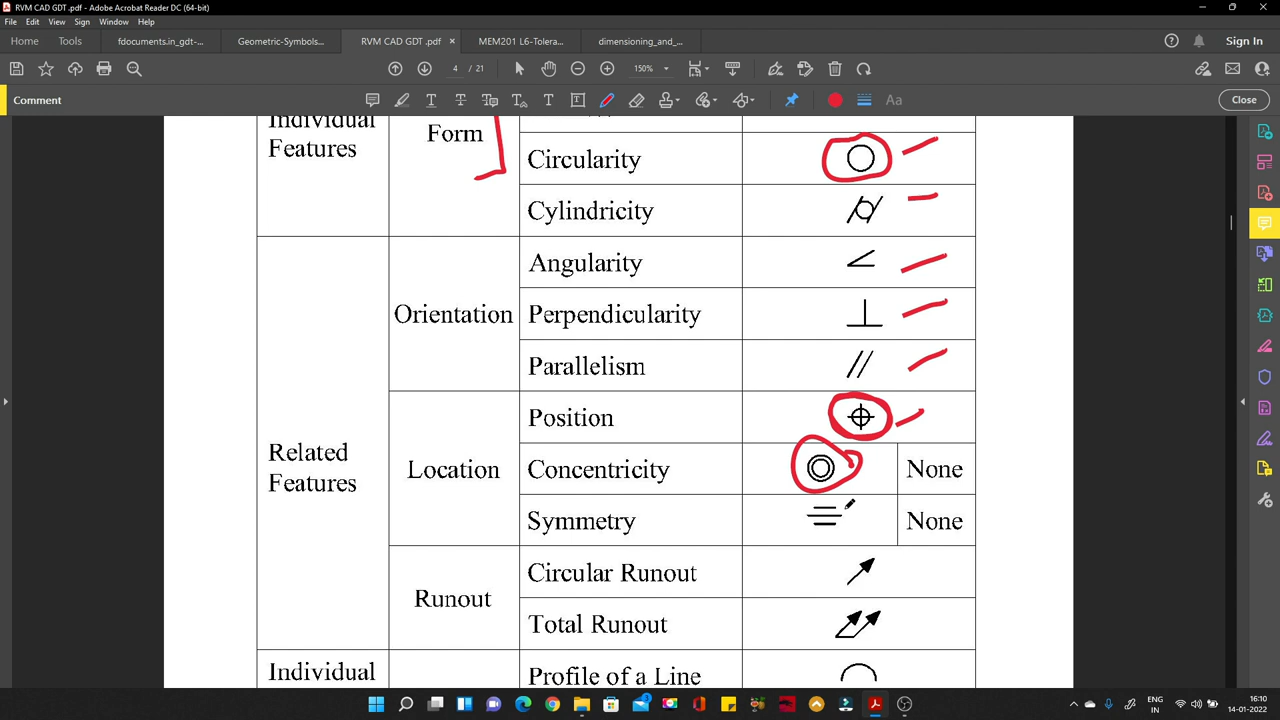 RVM CAD GDT .pdf - Adobe Acrobat Reader DC (64-bit)
File Edit View Sign Window Help
Home Tools fdocuments.in_gdt-... Geometric-Symbols... RVM CAD GDT .pdf × MEM201 L6-Tolera... dimensioning_and_... Sign In
4 / 21 150%
Comment Aa Close
Individual
Features
Form
Circularity
Cylindricity
Related
Features
Orientation
Angularity
Perpendicularity
Parallelism
Location
Position
Concentricity None
Symmetry None
Runout
Circular Runout
Total Runout
Individual
Profile of a Line
ENG
IN
16:10
14-01-2022